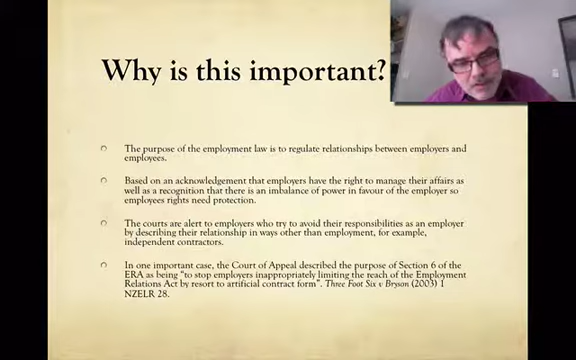 Why is this important?
The purpose of the employment law is to regulate relationships between employers and
employees.
Based on an acknowledgement that employers have the right to manage their affairs as
well as a recognition that there is an imbalance of power in favour of the employer so
employees rights need protection.
The courts are alert to employers who try to avoid their responsibilities as an employer
by describing their relationship in ways other than employment, for example,
independent contractors.
In one important case, the Court of Appeal described the purpose of Section 6 of the
ERA as being "to stop employers inappropriately limiting the reach of the Employment
Relations Act by resort to artificial contract form". Three Foot Six v Bryson (2003) 1
NZELR 28.